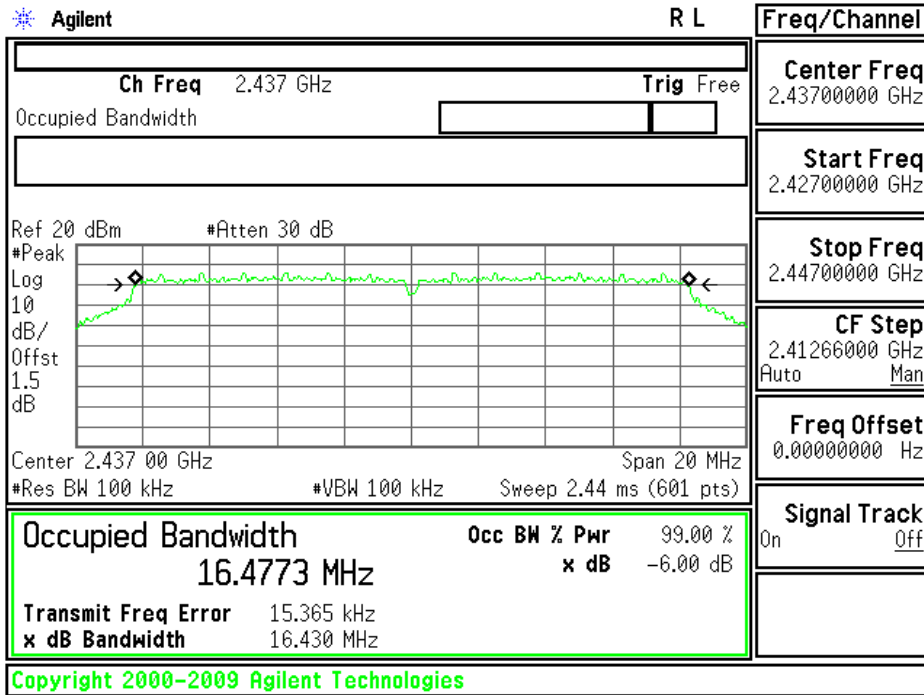 Agilent R L
Ch Freq 2.437 GHz Trig Free
Occupied Bandwidth
Ref 20 dBm #Atten 30 dB
#Peak
Log
10
dB/
Offst
1.5
dB
Center 2.437 00 GHz Span 20 MHz
#Res BW 100 kHz #VBW 100 kHz Sweep 2.44 ms (601 pts)
Occupied Bandwidth
16.4773 MHz
Occ BW % Pwr 99.00 %
x dB -6.00 dB
Transmit Freq Error 15.365 kHz
x dB Bandwidth 16.430 MHz
Copyright 2000-2009 Agilent Technologies
Freq/Channel
Center Freq
2.43700000 GHz
Start Freq
2.42700000 GHz
Stop Freq
2.44700000 GHz
CF Step
2.41266000 GHz
Auto Man
Freq Offset
0.00000000 Hz
Signal Track
On Off